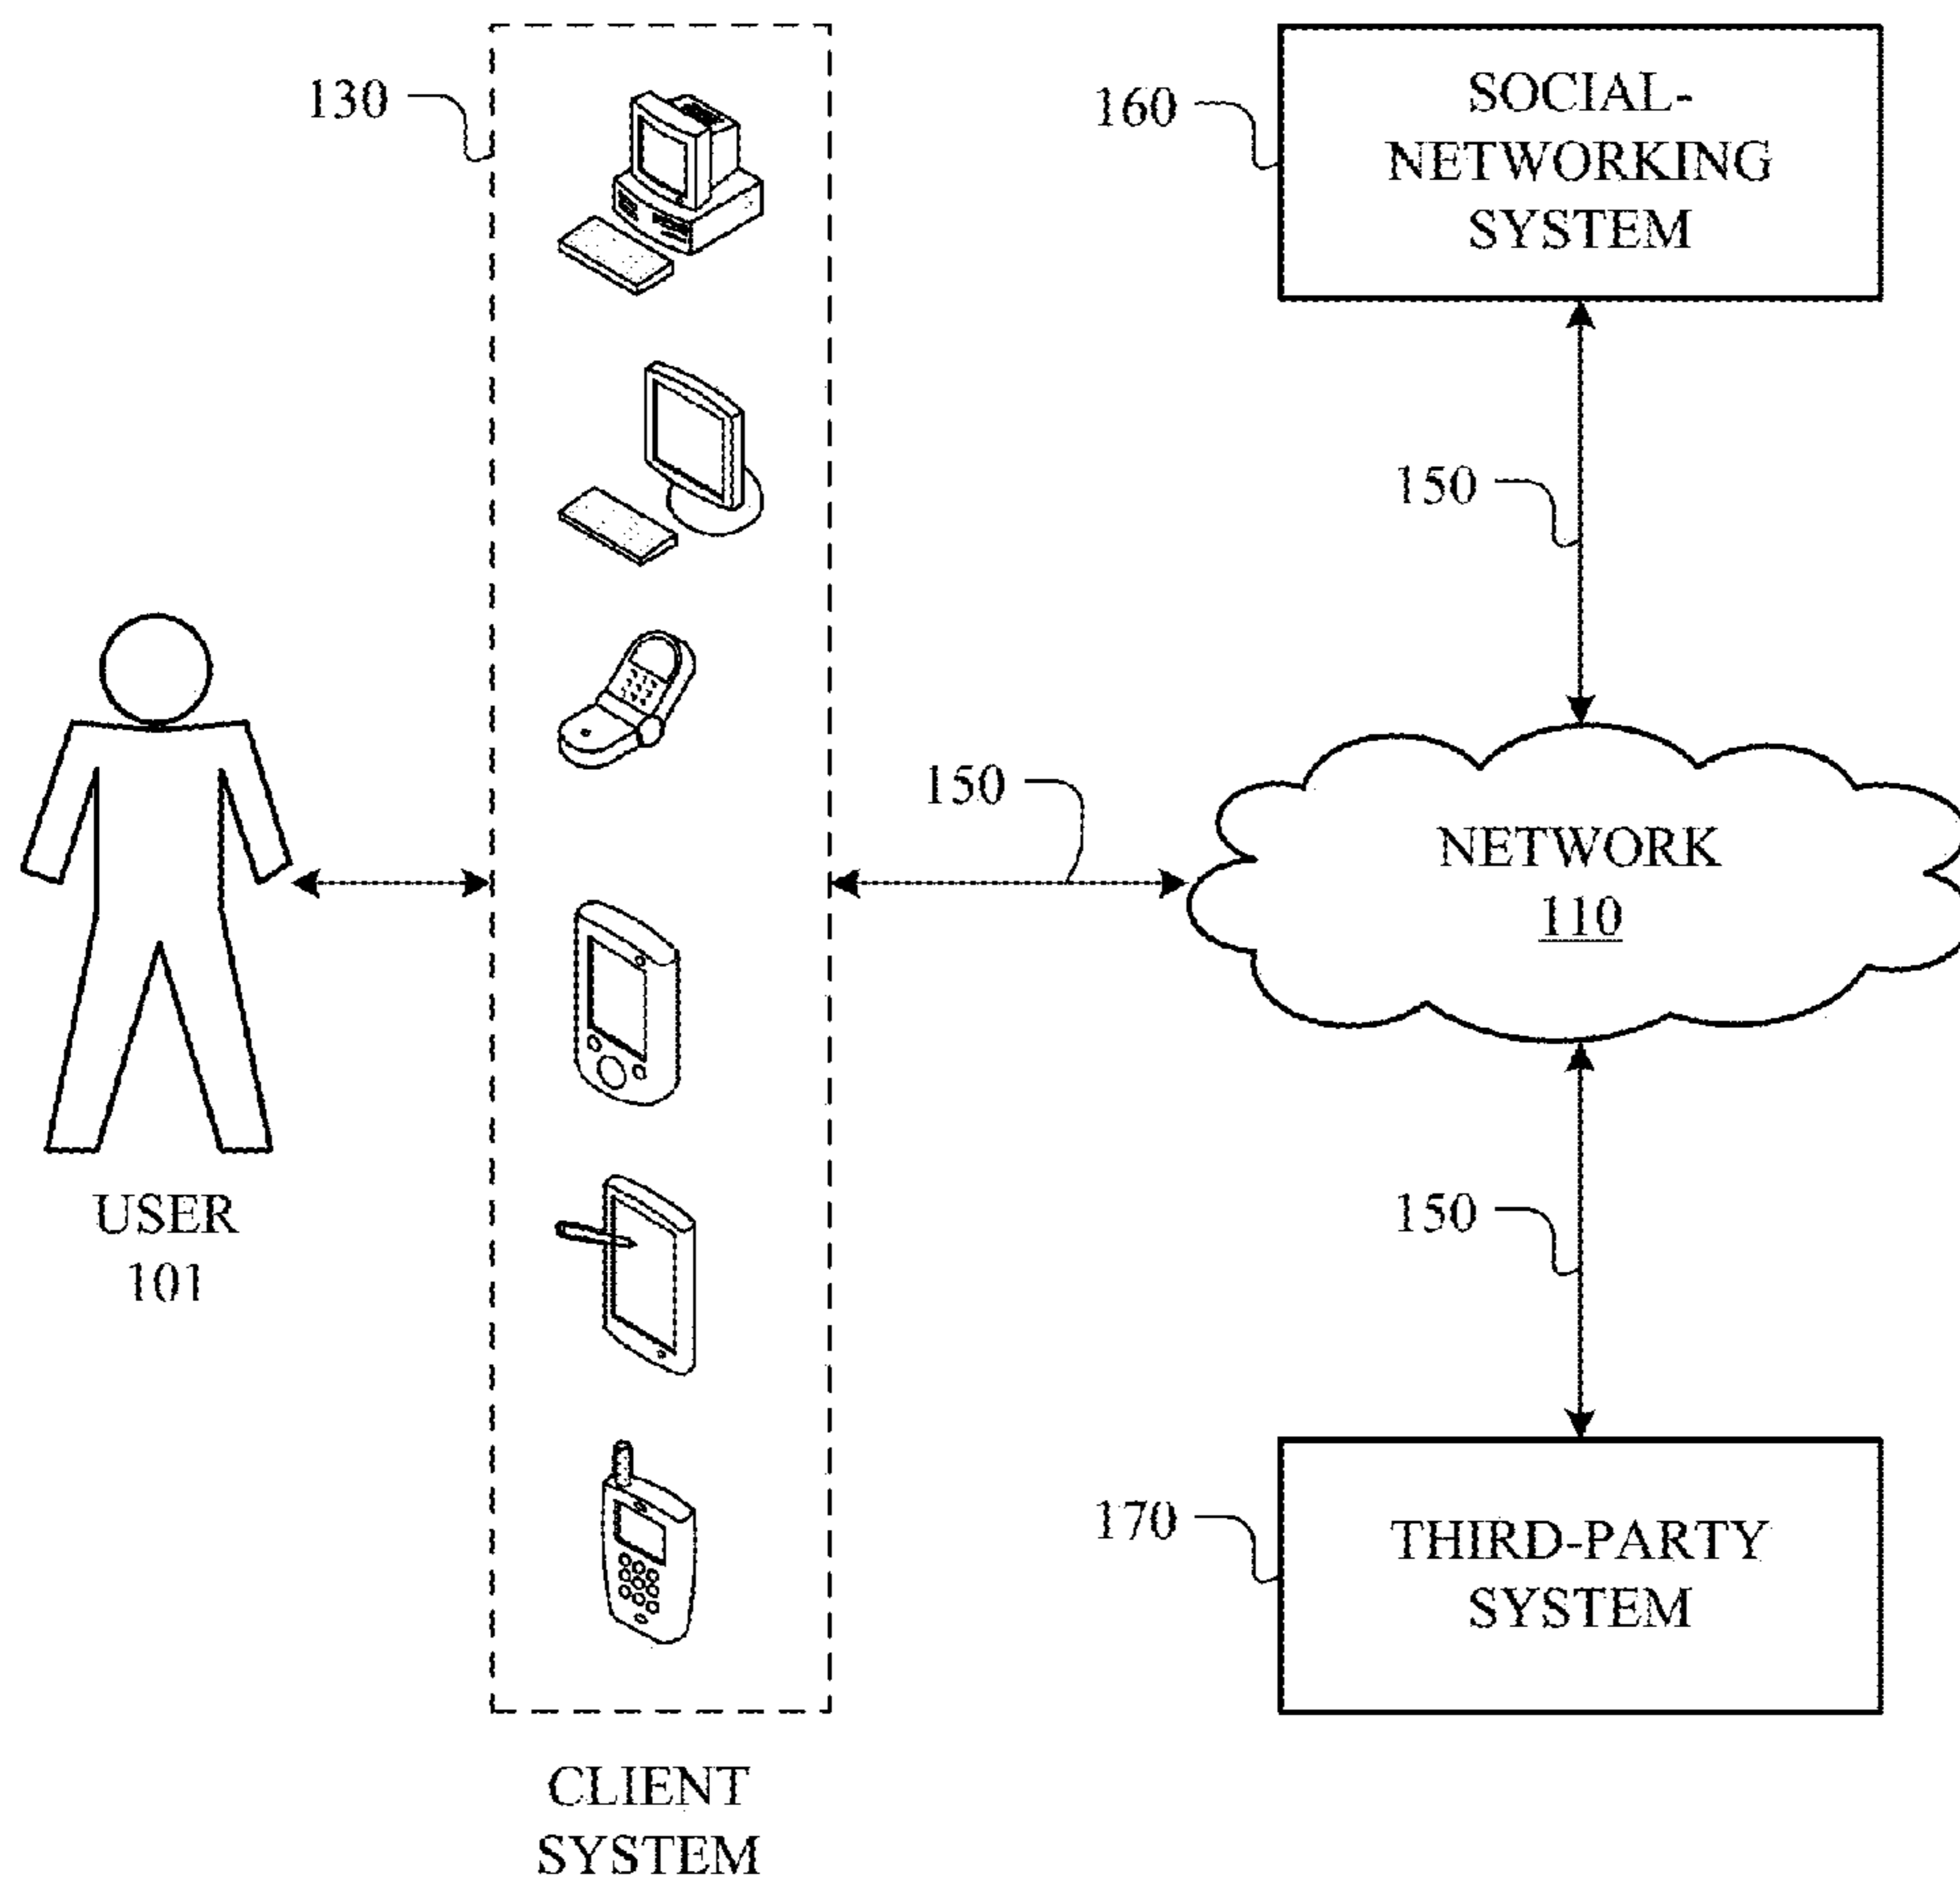 130
160
SOCIAL-
NETWORKING
SYSTEM
150
150
NETWORK
110
USER
101
150
170
THIRD-PARTY
SYSTEM
CLIENT
SYSTEM